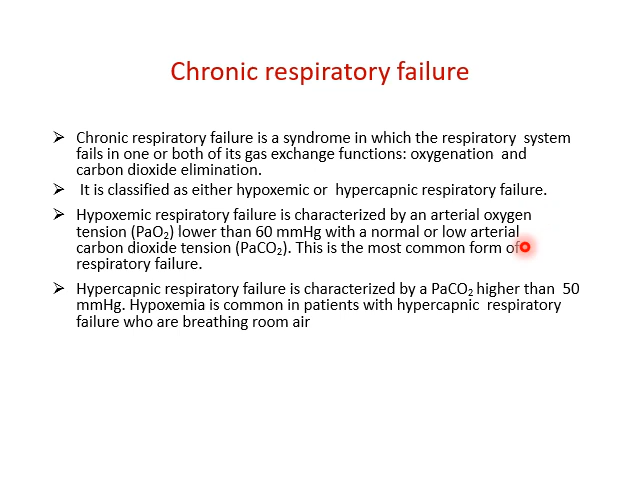 Chronic respiratory failure
➢ Chronic respiratory failure is a syndrome in which the respiratory system
fails in one or both of its gas exchange functions: oxygenation and
carbon dioxide elimination.
➢ It is classified as either hypoxemic or hypercapnic respiratory failure.
➢ Hypoxemic respiratory failure is characterized by an arterial oxygen
tension (PaO₂) lower than 60 mmHg with a normal or low arterial
carbon dioxide tension (PaCO₂). This is the most common form of
respiratory failure.
➢ Hypercapnic respiratory failure is characterized by a PaCO₂ higher than 50
mmHg. Hypoxemia is common in patients with hypercapnic respiratory
failure who are breathing room air